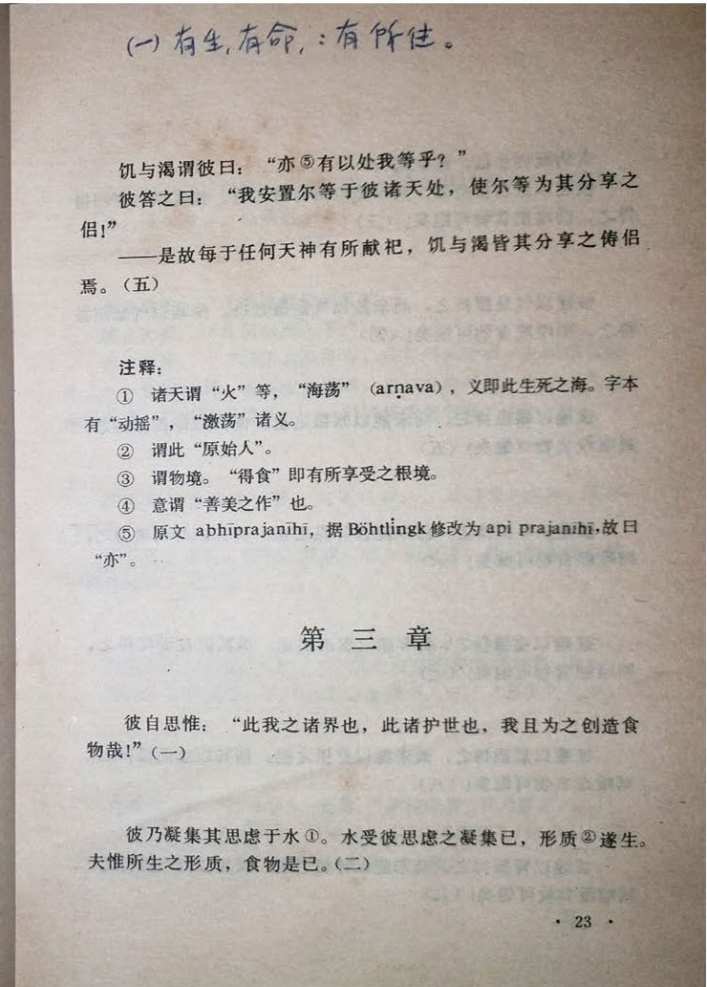 (一)有生,有命,:有所住。
饥与渴谓彼曰：“亦⑤有以处我等乎？”
彼答之曰：“我安置尔等于彼诸天处，使尔等为其分享之
侣!”
——是故每于任何天神有所献祀，饥与渴皆其分享之俦侣
焉。(五)
注释：
① 诸天谓“火”等，“海荡”（arṇava），义即此生死之海。字本
有“动摇”，“激荡”诸义。
② 谓此“原始人”。
③ 谓物境。“得食”即有所享受之根境。
④ 意谓“善美之作”也。
⑤ 原文 abhīprajanīhī，据 Böhtlingk 修改为 api prajanīhī，故曰
“亦”。
第三章
彼自思惟：“此我之诸界也，此诸护世也，我且为之创造食
物哉!”(一)
彼乃凝集其思虑于水①。水受彼思虑之凝集已，形质②遂生。
夫惟所生之形质，食物是已。(二)
· 23 ·